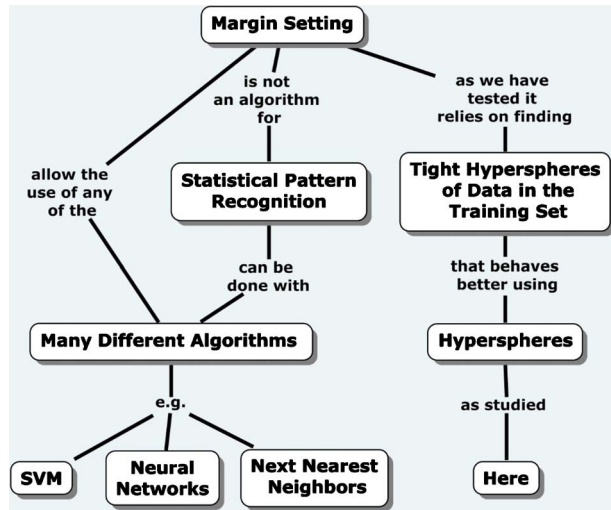 Margin Setting
is not
an algorithm
for
as we have
tested it
relies on finding
allow the
use of any
of the
Statistical Pattern
Recognition
Tight Hyperspheres
of Data in the
Training Set
can be
done with
that behaves
better using
Many Different Algorithms
Hyperspheres
e.g.
as studied
SVM
Neural
Networks
Next Nearest
Neighbors
Here